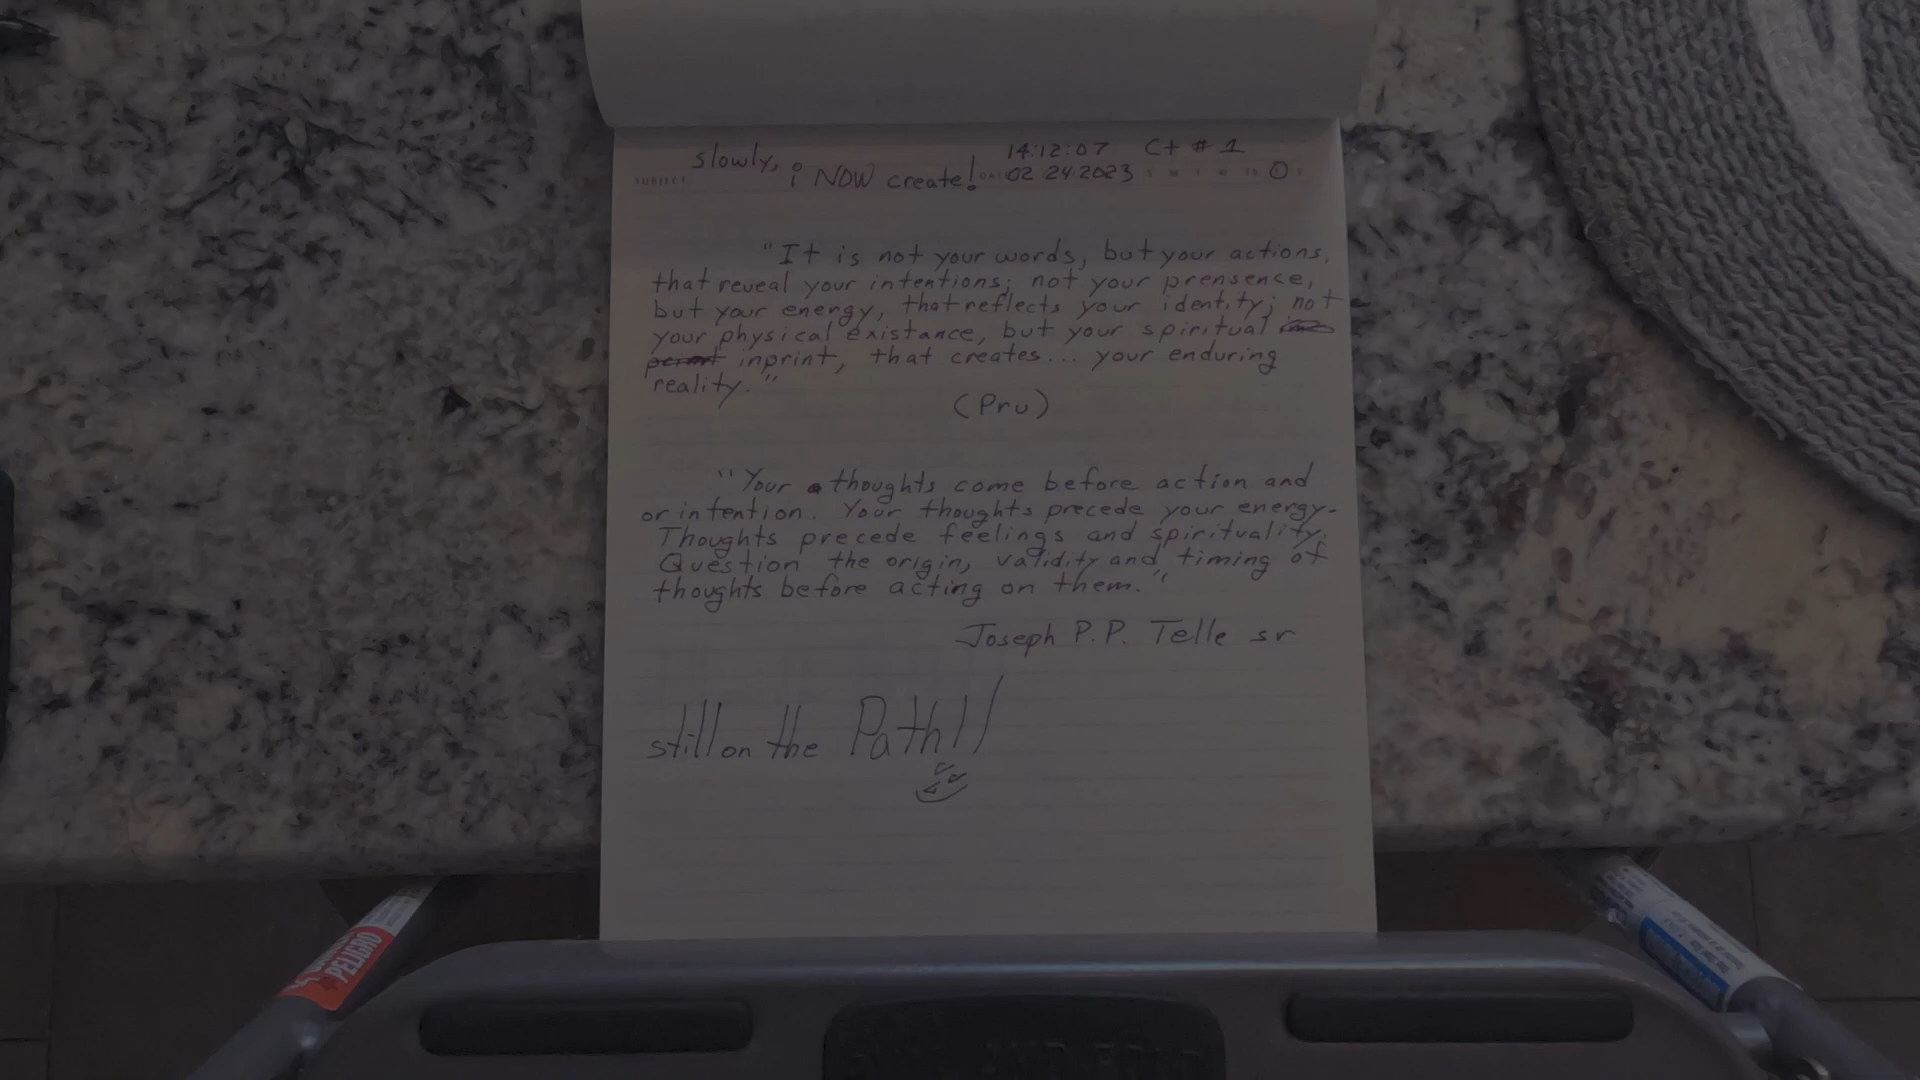 slowly, ¡ NOW create!
14:12:07 C+ # 1
SUBJECT
02 24 2023 S M T W TH F S
"It is not your words, but your actions,
that reveal your intentions; not your prensence,
but your energy, that reflects your identity; not
your physical existance, but your spiritual
inprint, that creates... your enduring
reality."
(Pru)
"Your thoughts come before action and
or intention. Your thoughts precede your energy.
Thoughts precede feelings and spirituality.
Question the origin, validity and timing of
thoughts before acting on them."
Joseph P.P. Telle sr
still on the Path!!/
PELIGRO